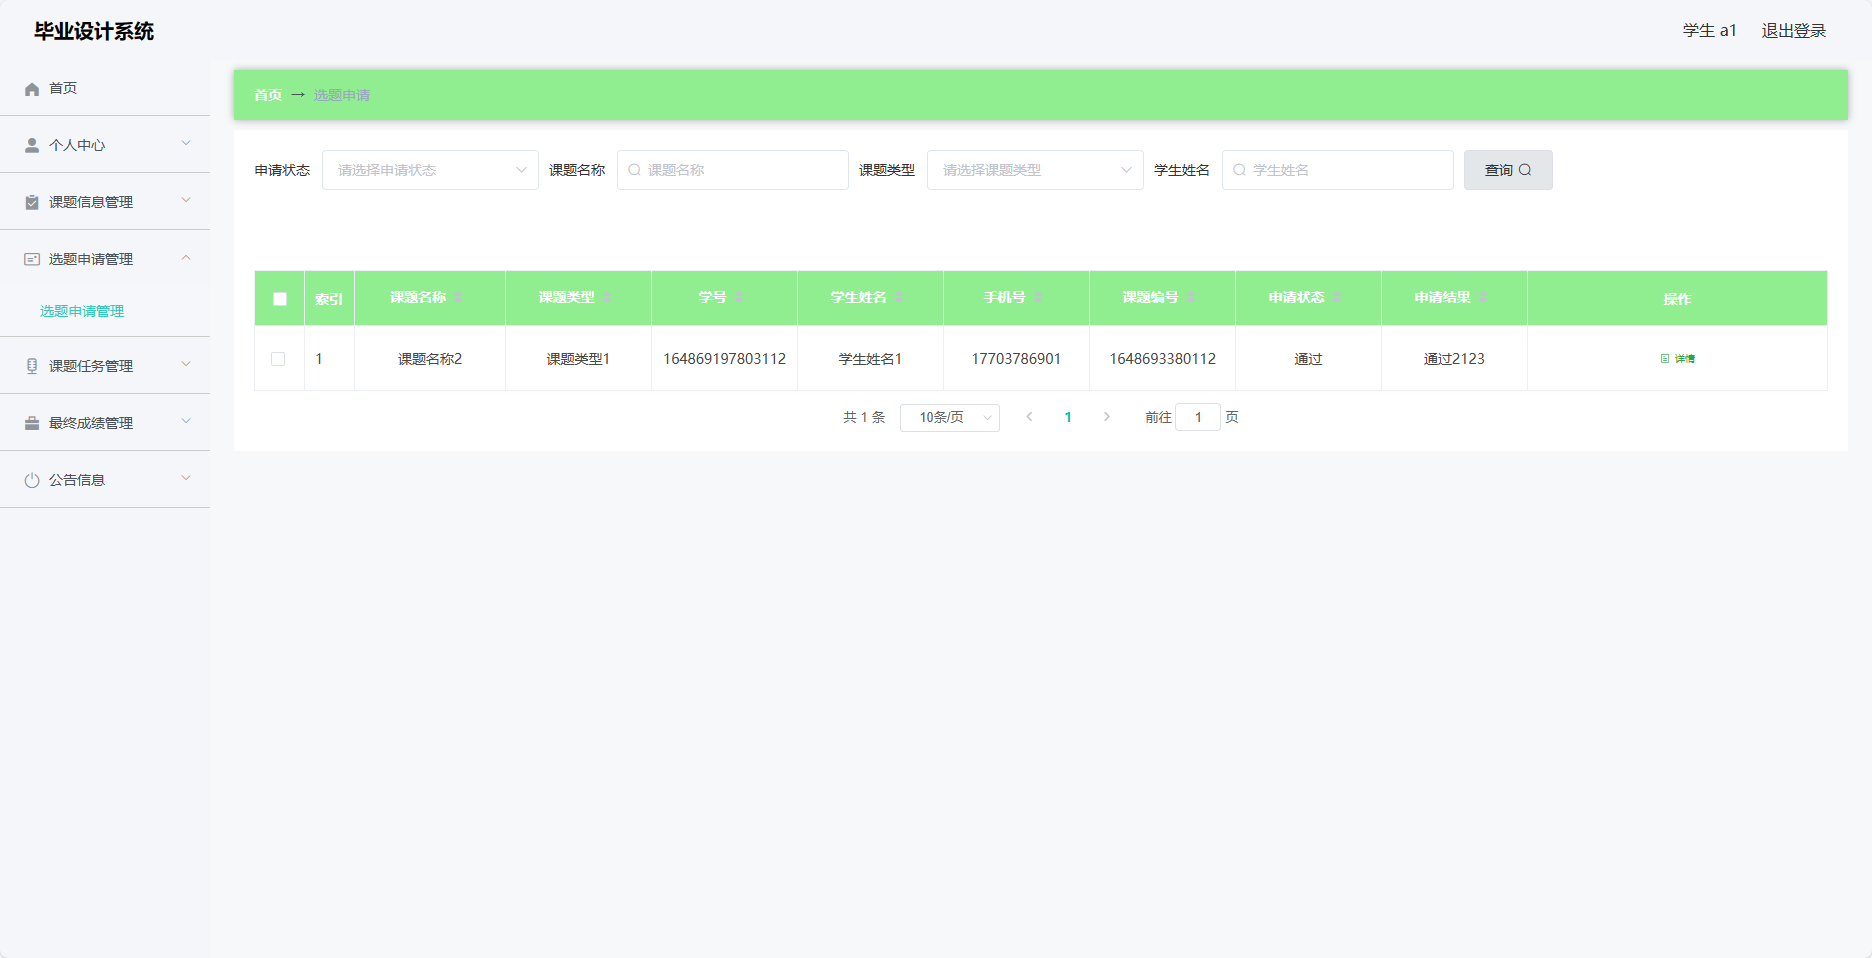 毕业设计系统
学生 a1 退出登录
首页
个人中心
课题信息管理
选题申请管理
选题申请管理
课题任务管理
最终成绩管理
公告信息
首页 → 选题申请
申请状态 请选择申请状态 课题名称 课题名称 课题类型 请选择课题类型 学生姓名 学生姓名 查询
索引 课题名称 课题类型 学号 学生姓名 手机号 课题编号 申请状态 申请结果 操作
1 课题名称2 课题类型1 164869197803112 学生姓名1 17703786901 1648693380112 通过 通过2123 详情
共 1 条 10条/页 1 前往 1 页